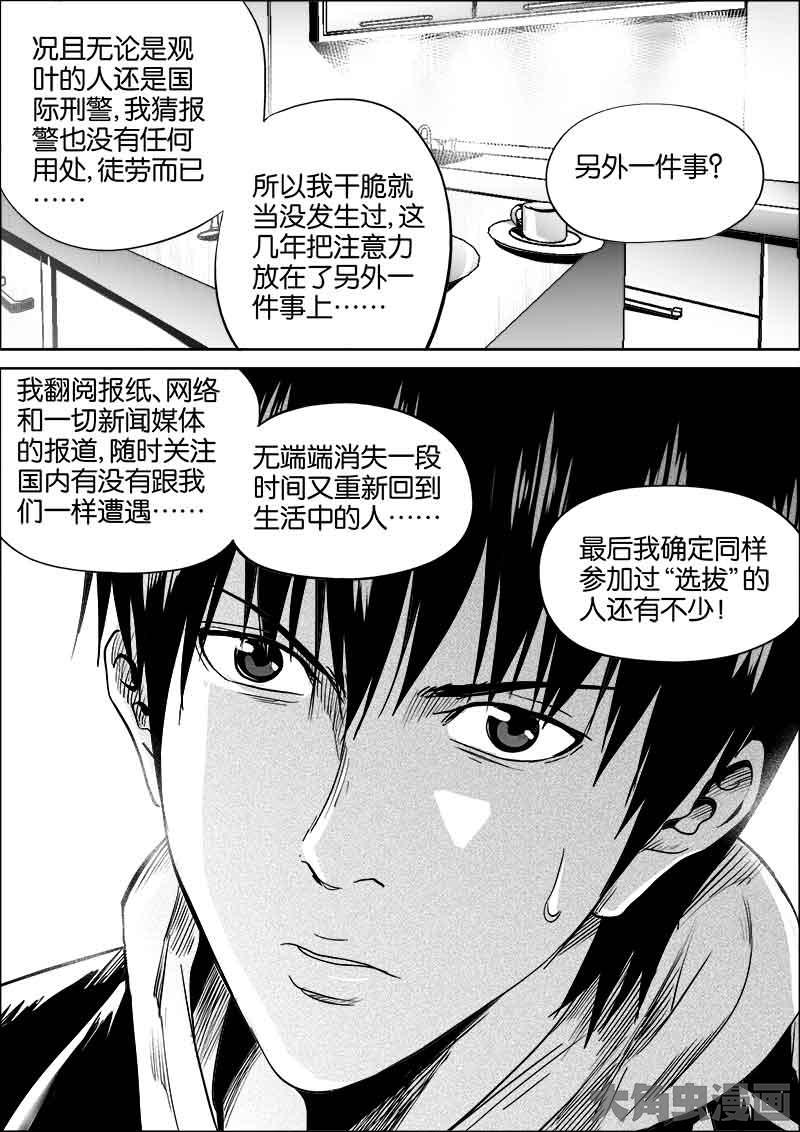 况且无论是观
叶的人还是国
际刑警,我猜报
警也没有任何
用处,徒劳而已
……
所以我干脆就
当没发生过,这
几年把注意力
放在了另外一
件事上……
另外一件事?
我翻阅报纸、网络
和一切新闻媒体
的报道,随时关注
国内有没有跟我
们一样遭遇……
无端端消失一段
时间又重新回到
生活中的人……
最后我确定同样
参加过“选拔”的
人还有不少!
大角虫漫画